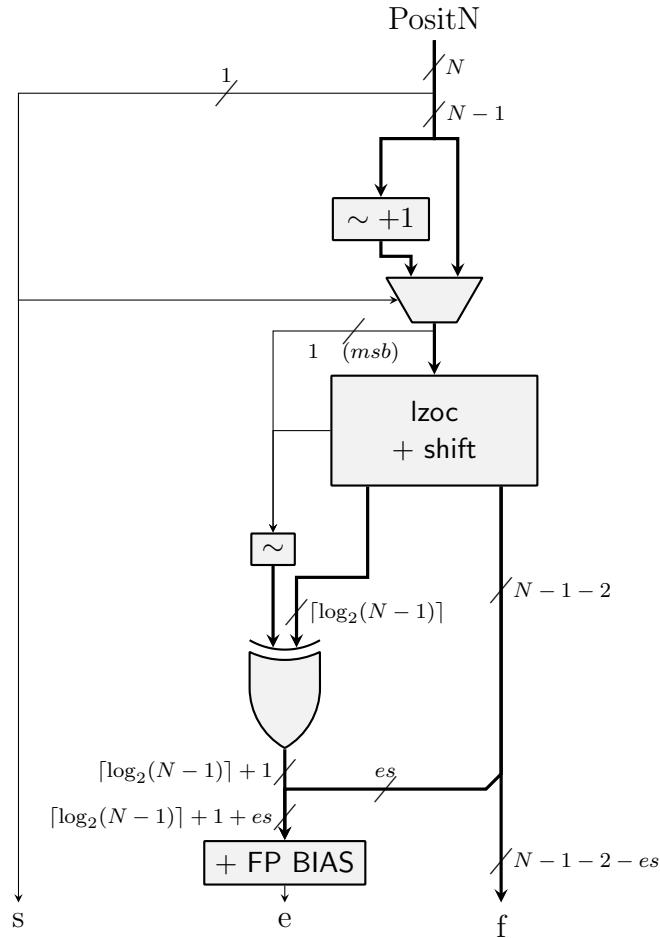 PositN
N
1
N − 1
∼ +1
1 (msb)
lzoc
+ shift
∼
N − 1 − 2
⌈log₂(N − 1)⌉
⌈log₂(N − 1)⌉ + 1
es
⌈log₂(N − 1)⌉ + 1 + es
+ FP BIAS
N − 1 − 2 − es
s
e
f